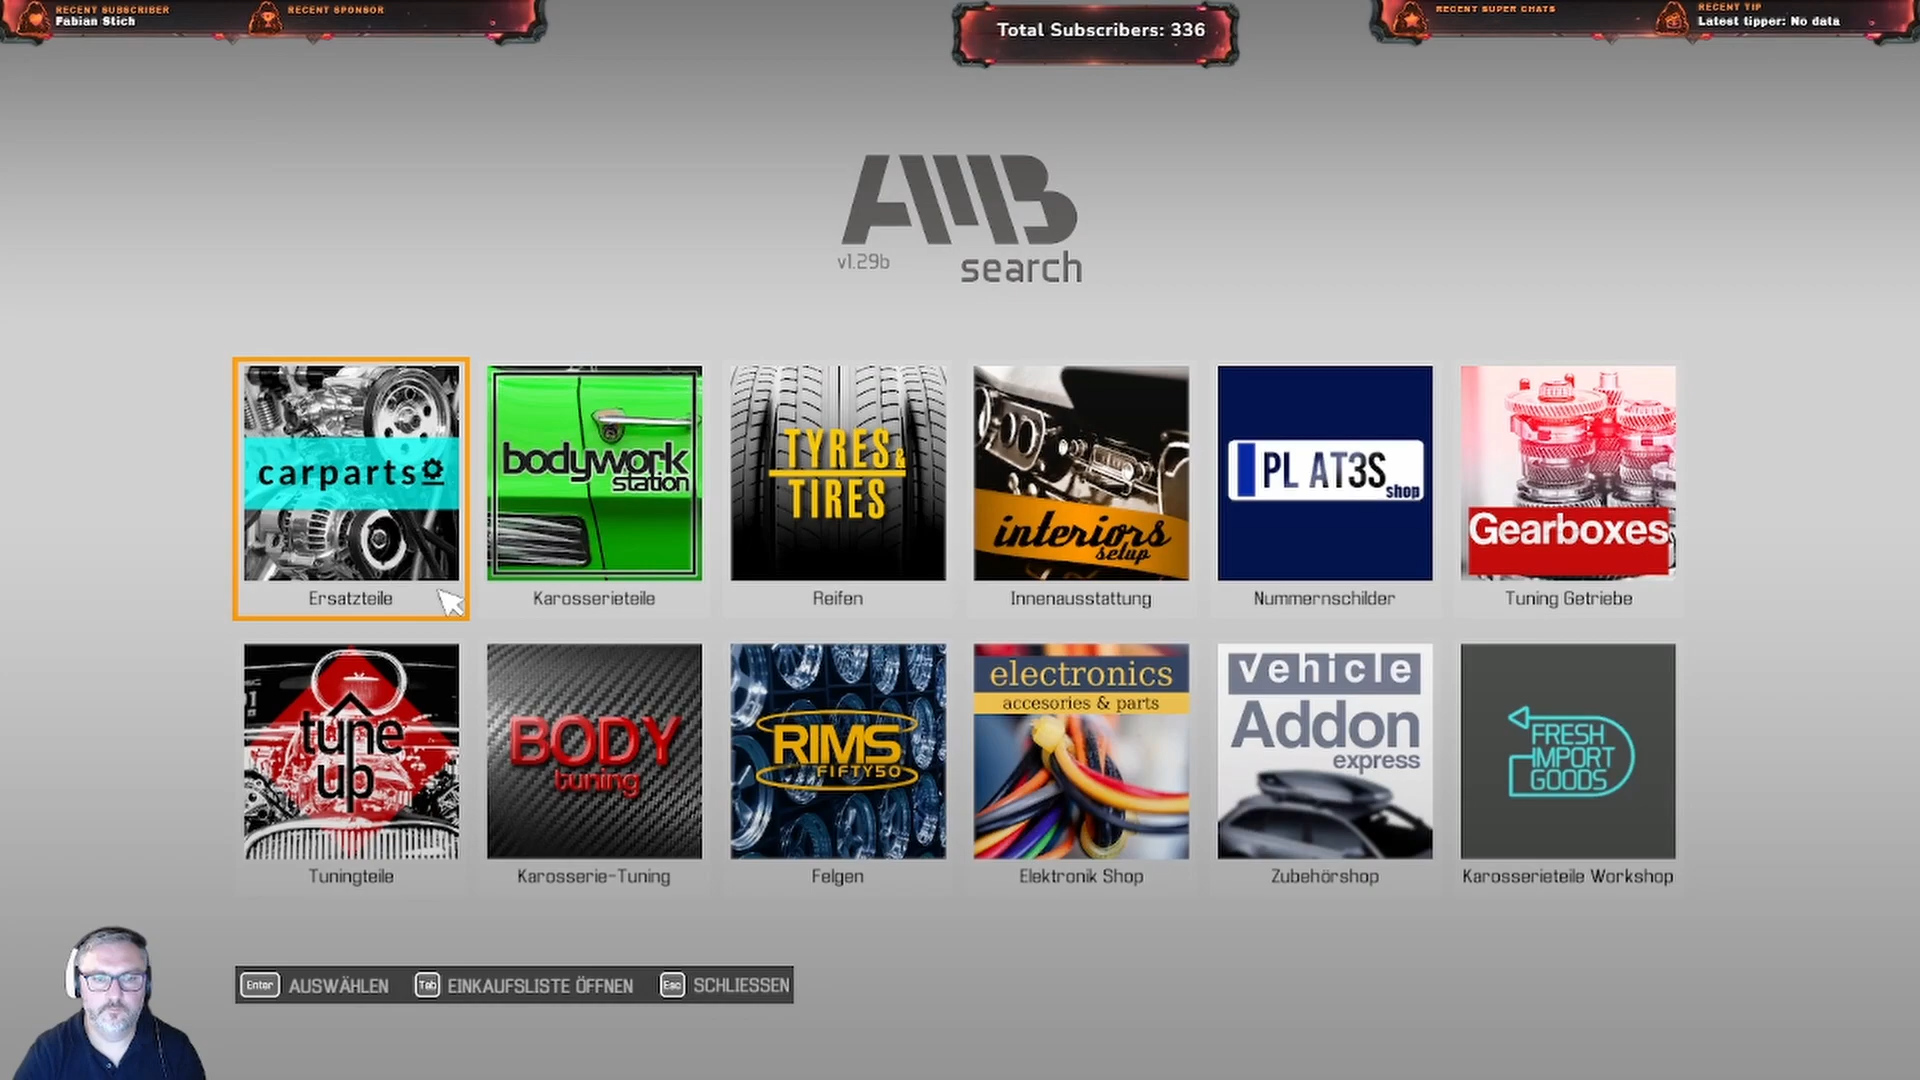 RECENT SUBSCRIBER
Fabian Stich
RECENT SPONSOR
Total Subscribers: 336
RECENT SUPER CHATS
RECENT TIP
Latest tipper: No data
AMB
v1.29b
search
carparts
Ersatzteile
bodywork
station
Karosserieteile
TYRES &
TIRES
Reifen
interiors
setup
Innenausstattung
PL AT3S
shop
Nummernschilder
Gearboxes
Tuning Getriebe
tune
up
Tuningteile
BODY
tuning
Karosserie-Tuning
RIMS
FIFTY50
Felgen
electronics
accesories & parts
Elektronik Shop
vehicle
Addon
express
Zubehörshop
FRESH
IMPORT
GOODS
Karosserieteile Workshop
Enter AUSWÄHLEN Tab EINKAUFSLISTE ÖFFNEN Esc SCHLIESSEN